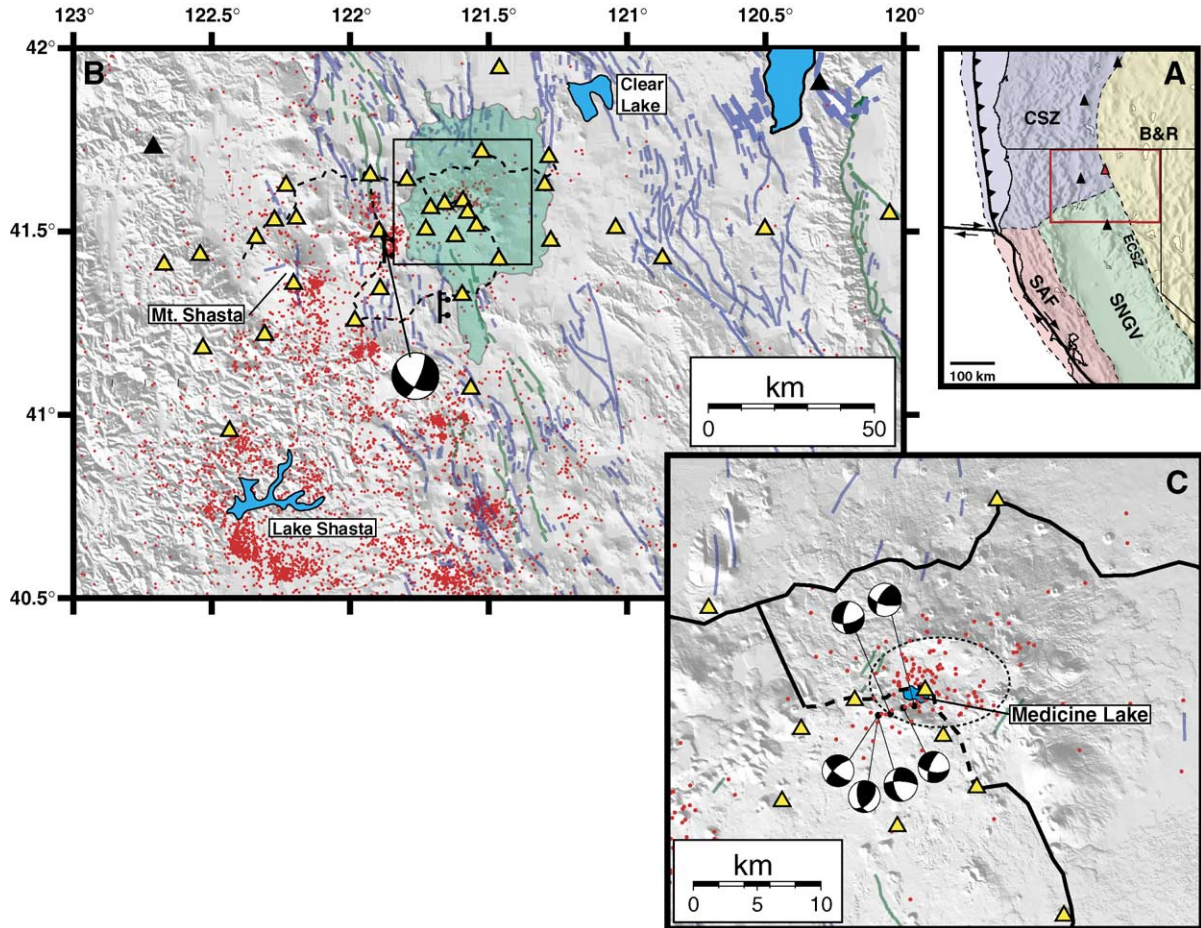 123° 122.5° 122° 121.5° 121° 120.5° 120°
42°
41.5°
41°
40.5°
B
Clear
Lake
Mt. Shasta
Lake Shasta
km
0 50
A
CSZ
B&R
ECSZ
SAF
SNGV
100 km
C
Medicine Lake
km
0 5 10